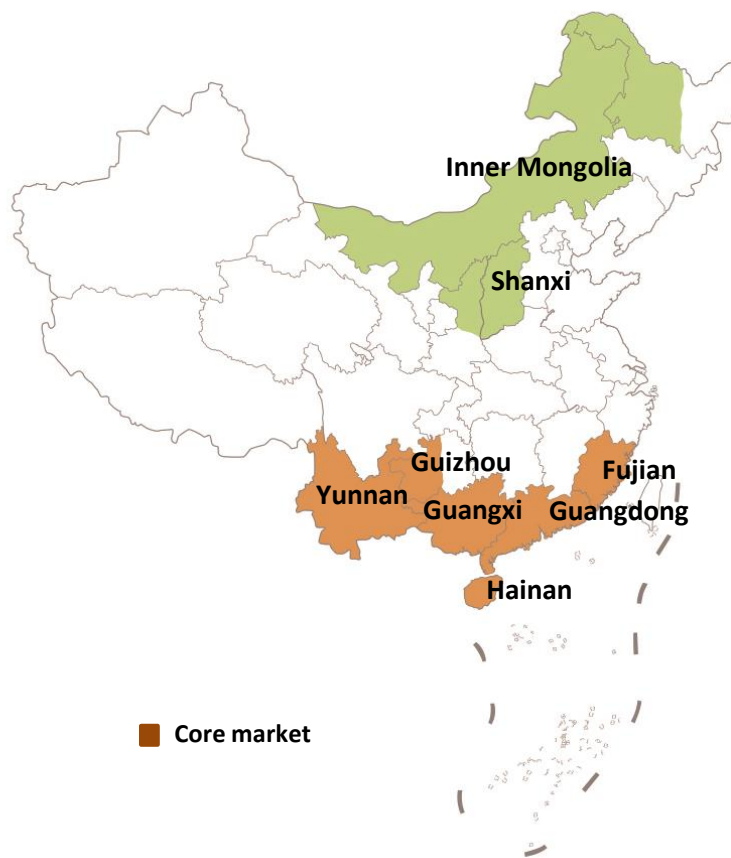 Inner Mongolia
Shanxi
Guizhou
Fujian
Yunnan
Guangxi
Guangdong
Hainan
Core market